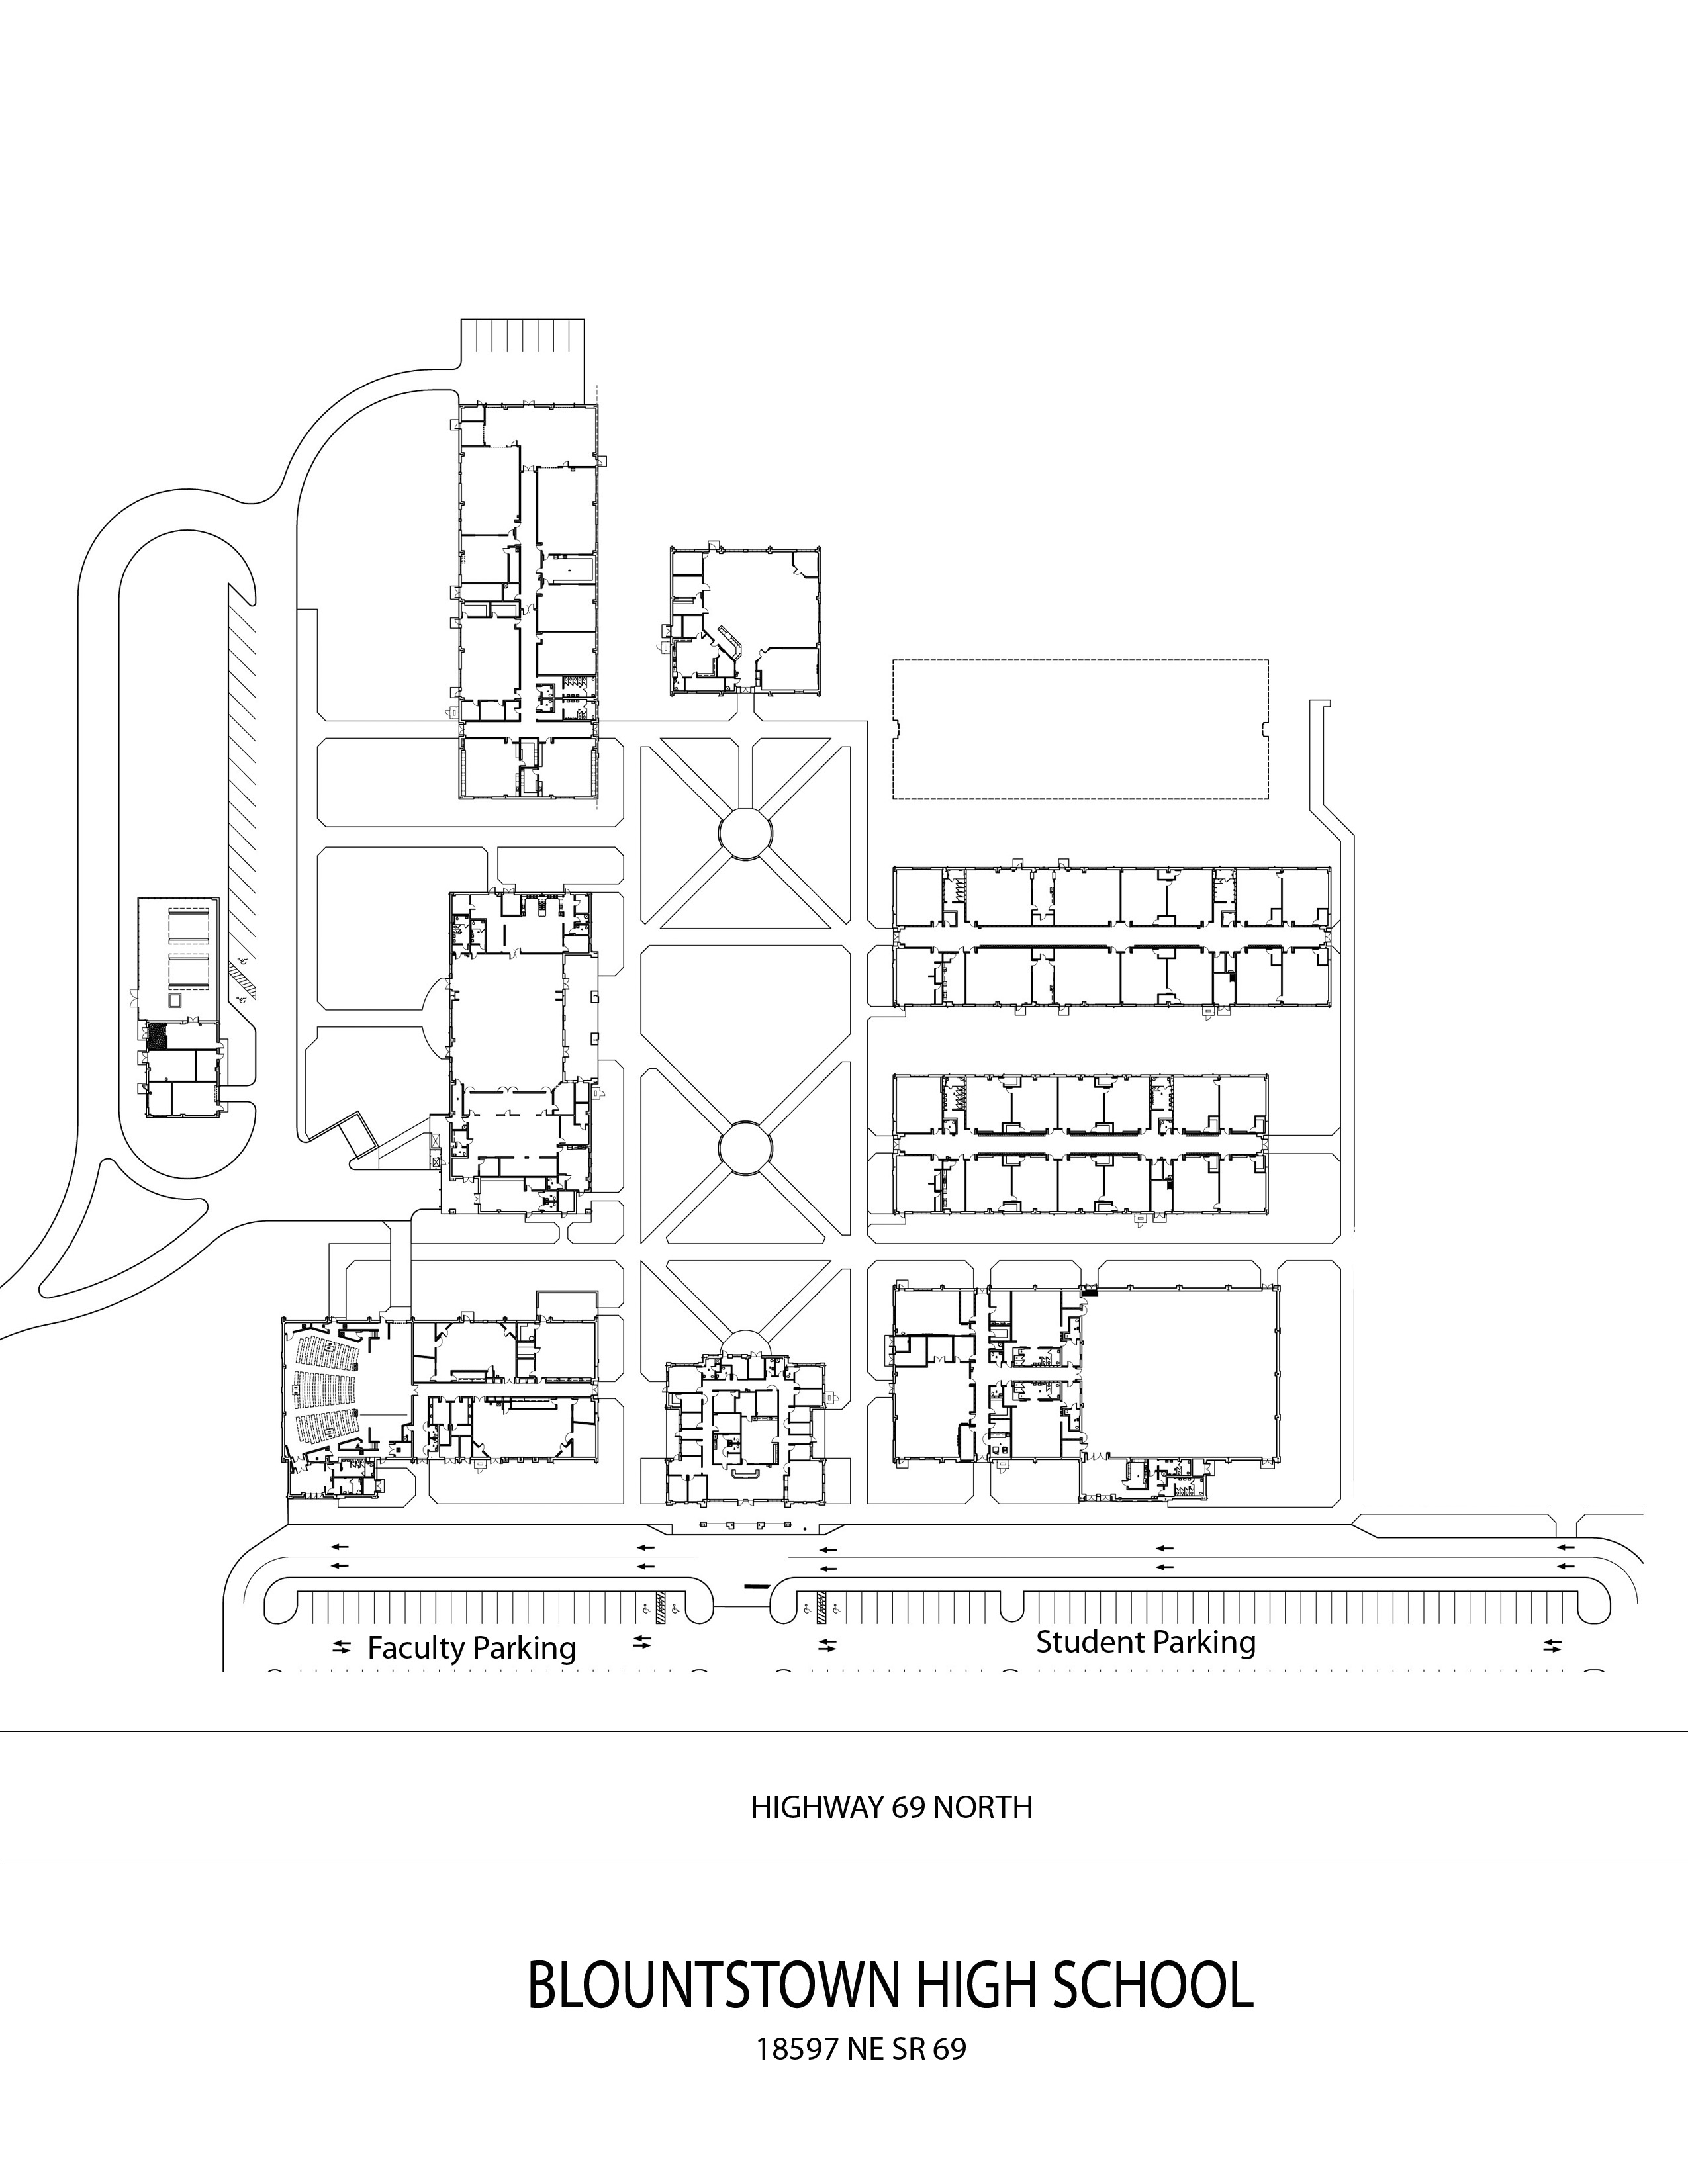 Faculty Parking
Student Parking
HIGHWAY 69 NORTH
BLOUNTSTOWN HIGH SCHOOL
18597 NE SR 69